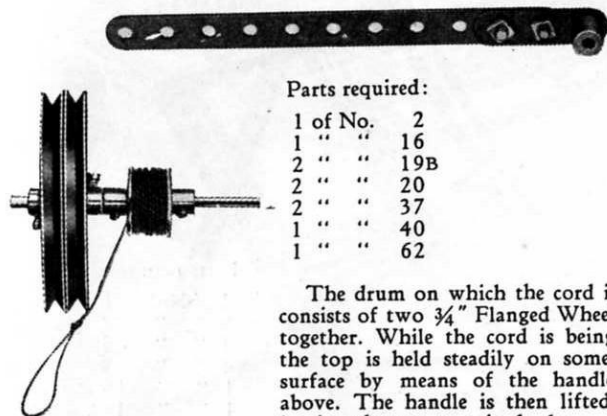 Parts required:
1 of No. 2
1 “ “ 16
2 “ “ 19B
2 “ “ 20
2 “ “ 37
1 “ “ 40
1 “ “ 62
The drum on which the cord i
consists of two ¾" Flanged Whee
together. While the cord is being
the top is held steadily on some
surface by means of the handle
above. The handle is then lifted